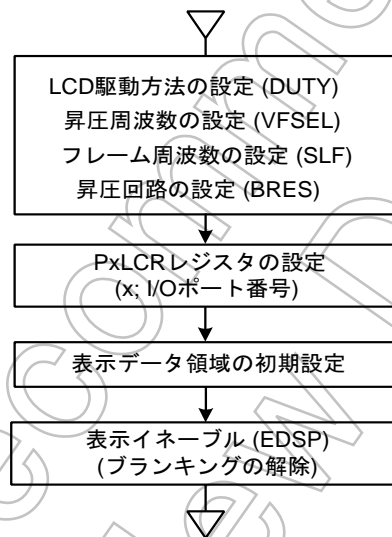 LCD駆動方法の設定 (DUTY)
昇圧周波数の設定 (VFSEL)
フレーム周波数の設定 (SLF)
昇圧回路の設定 (BRES)
PxLCRレジスタの設定
(x; I/Oポート番号)
表示データ領域の初期設定
表示イネーブル (EDSP)
(ブランキングの解除)